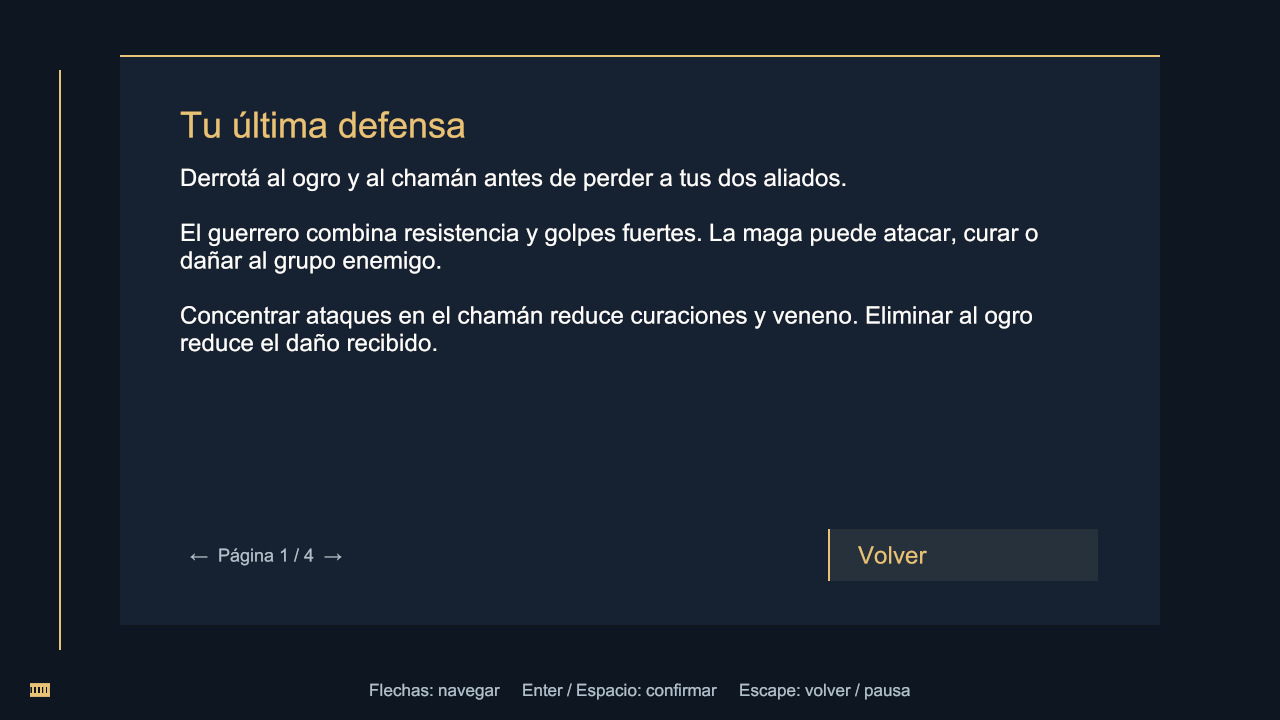 Tu última defensa
Derrotá al ogro y al chamán antes de perder a tus dos aliados.
El guerrero combina resistencia y golpes fuertes. La maga puede atacar, curar o
dañar al grupo enemigo.
Concentrar ataques en el chamán reduce curaciones y veneno. Eliminar al ogro
reduce el daño recibido.
← Página 1 / 4 →
Volver
Flechas: navegar Enter / Espacio: confirmar Escape: volver / pausa